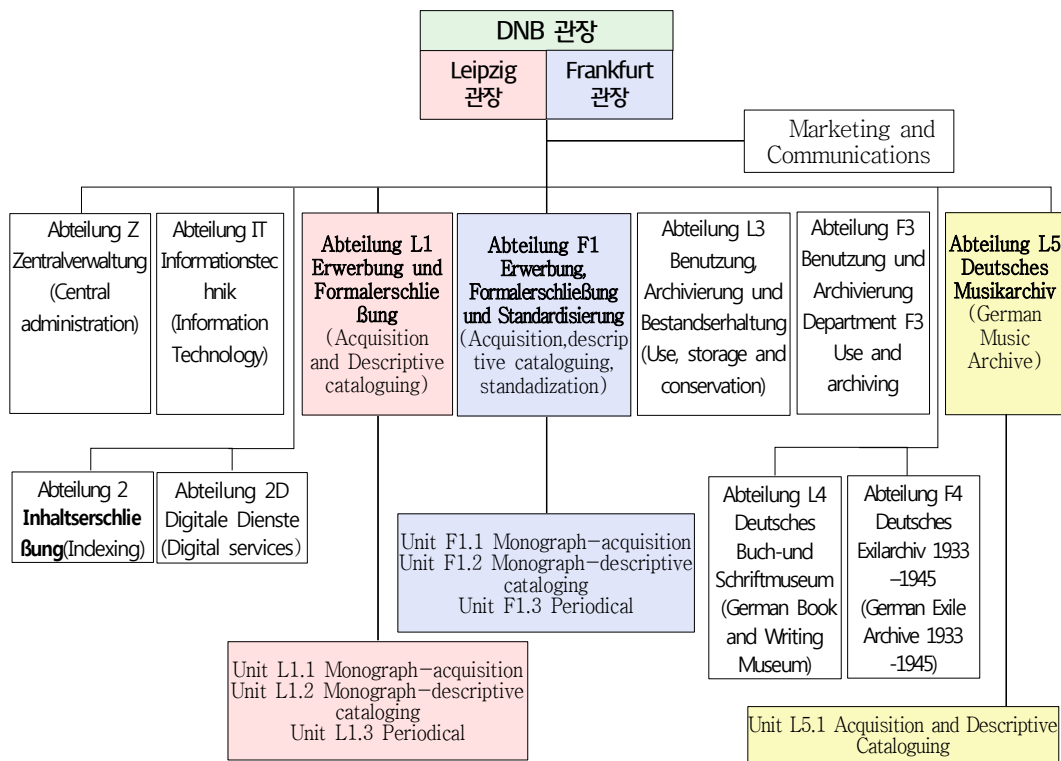 DNB 관장
Leipzig
관장
Frankfurt
관장
Marketing and
Communications
Abteilung Z
Zentralverwaltung
(Central
administration)
Abteilung IT
Informationstec
hnik
(Information
Technology)
Abteilung L1
Erwerbung und
Formalerschlie
ßung
(Acquisition
and Descriptive
cataloguing)
Abteilung F1
Erwerbung,
Formalerschließung
und Standardisierung
(Acquisition,descrip
tive cataloguing,
standadization)
Abteilung L3
Benutzung,
Archivierung und
Bestandserhaltung
(Use, storage and
conservation)
Abteilung F3
Benutzung und
Archivierung
Department F3
Use and
archiving
Abteilung L5
Deutsches
Musikarchiv
(German
Music
Archive)
Abteilung 2
Inhaltserschlie
ßung(Indexing)
Abteilung 2D
Digitale Dienste
(Digital services)
Abteilung L4
Deutsches
Buch-und
Schriftmuseum
(German Book
and Writing
Museum)
Abteilung F4
Deutsches
Exilarchiv 1933
-1945
(German Exile
Archive 1933
-1945)
Unit F1.1 Monograph-acquisition
Unit F1.2 Monograph-descriptive
cataloging
Unit F1.3 Periodical
Unit L1.1 Monograph-acquisition
Unit L1.2 Monograph-descriptive
cataloging
Unit L1.3 Periodical
Unit L5.1 Acquisition and Descriptive
Cataloguing